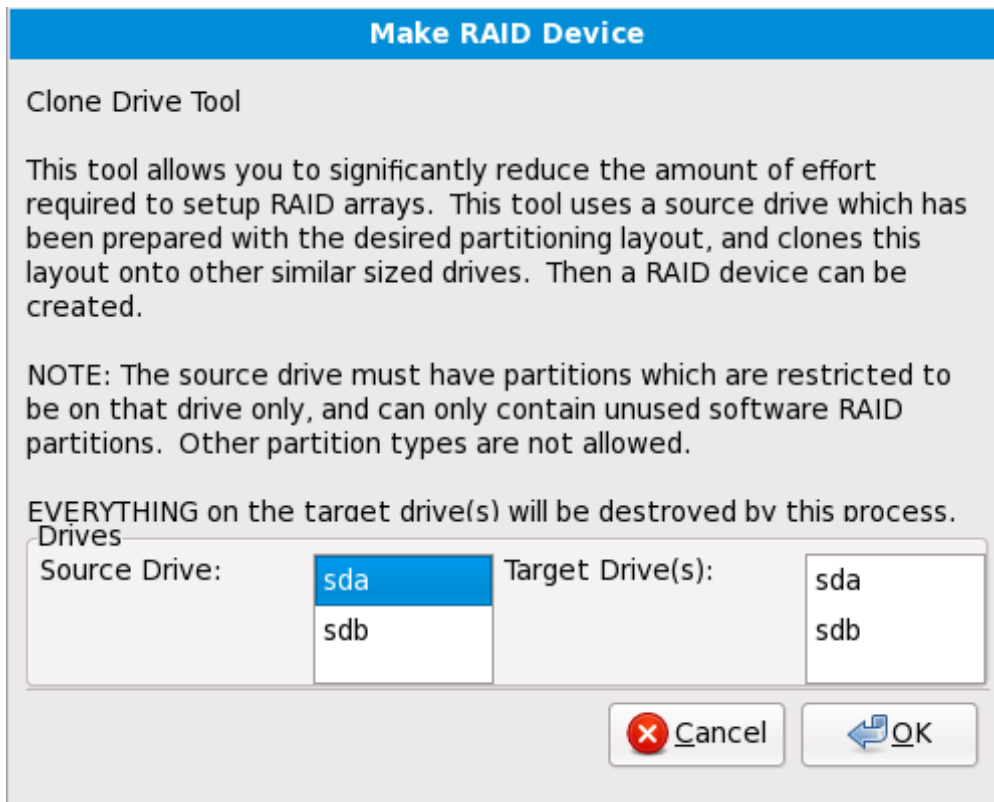 Make RAID Device
Clone Drive Tool
This tool allows you to significantly reduce the amount of effort
required to setup RAID arrays.  This tool uses a source drive which has
been prepared with the desired partitioning layout, and clones this
layout onto other similar sized drives.  Then a RAID device can be
created.
NOTE: The source drive must have partitions which are restricted to
be on that drive only, and can only contain unused software RAID
partitions.  Other partition types are not allowed.
EVERYTHING on the target drive(s) will be destroyed by this process.
Drives
Source Drive:
sda
sdb
Target Drive(s):
sda
sdb
Cancel
OK